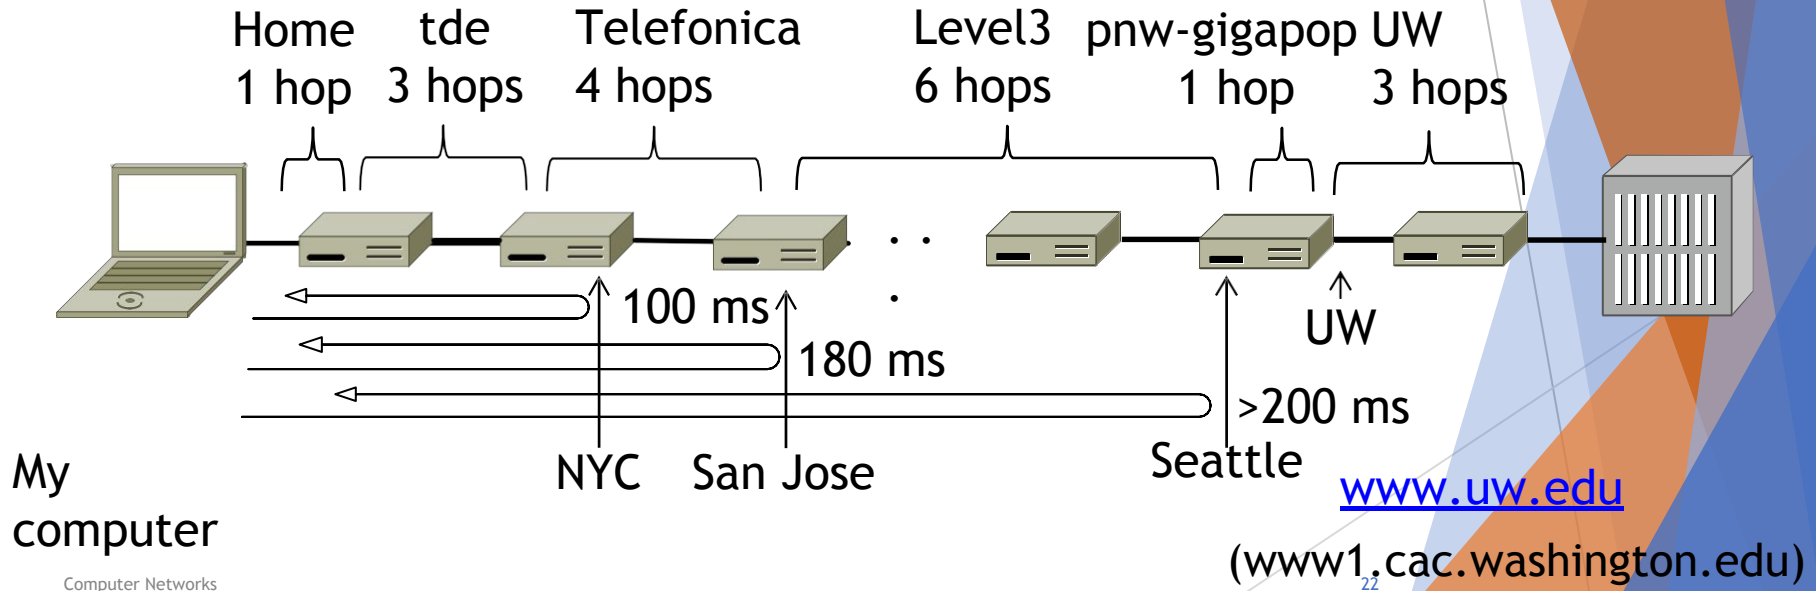 Home tde Telefonica Level3 pnw-gigapop UW
1 hop 3 hops 4 hops 6 hops 1 hop 3 hops
. .
.
100 ms
UW
180 ms
>200 ms
NYC San Jose Seattle
My
computer
www.uw.edu
(www1.cac.washington.edu)
Computer Networks 22